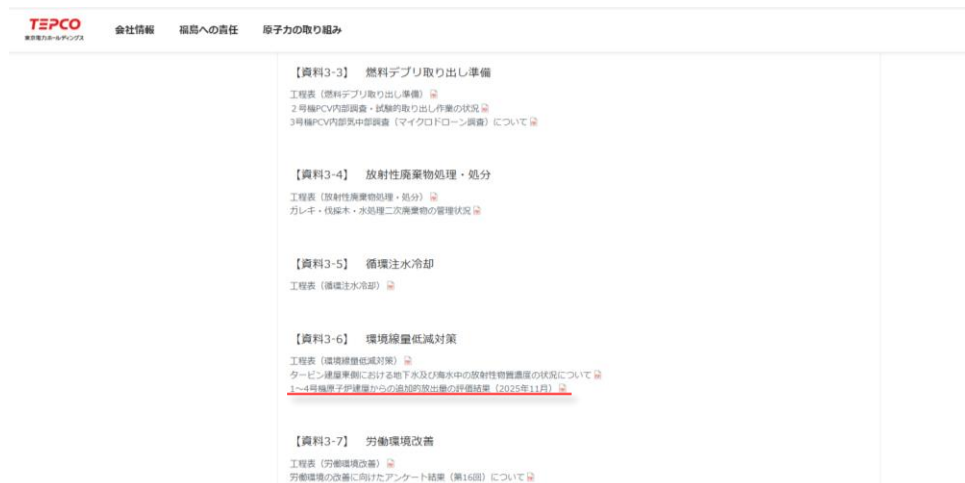 TEPCO
東京電力ホールディングス
会社情報 福島への責任 原子力の取り組み
【資料3-3】 燃料デブリ取り出し準備
工程表（燃料デブリ取り出し準備）
２号機PCV内部調査・試験的取り出し作業の状況
3号機PCV内部気中部調査（マイクロドローン調査）について
【資料3-4】 放射性廃棄物処理・処分
工程表（放射性廃棄物処理・処分）
ガレキ・伐採木・水処理二次廃棄物の管理状況
【資料3-5】 循環注水冷却
工程表（循環注水冷却）
【資料3-6】 環境線量低減対策
工程表（環境線量低減対策）
タービン建屋東側における地下水及び海水中の放射性物質濃度の状況について
1～4号機原子炉建屋からの追加的放出量の評価結果（2025年11月）
【資料3-7】 労働環境改善
工程表（労働環境改善）
労働環境の改善に向けたアンケート結果（第16回）について